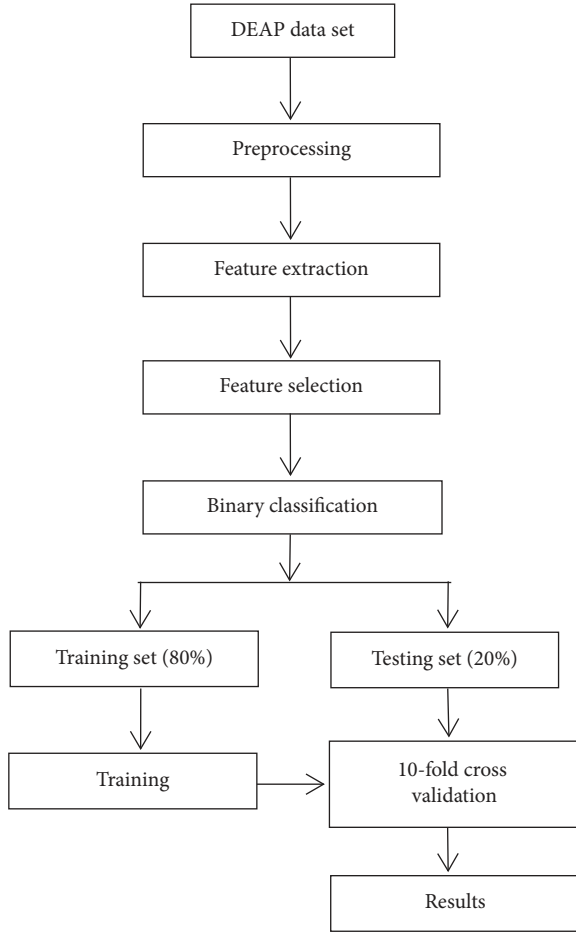 DEAP data set
Preprocessing
Feature extraction
Feature selection
Binary classification
Training set (80%)
Testing set (20%)
Training
10-fold cross
validation
Results